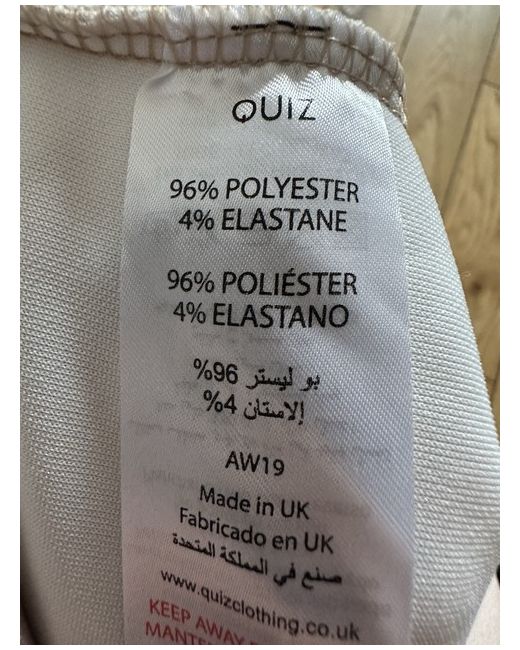 QUIZ
96% POLYESTER
4% ELASTANE
96% POLIÉSTER
4% ELASTANO
بو ليستر 96%
إلاستان 4%
AW19
Made in UK
Fabricado en UK
صنع في المملكة المتحدة
www.quizclothing.co.uk
KEEP AWAY